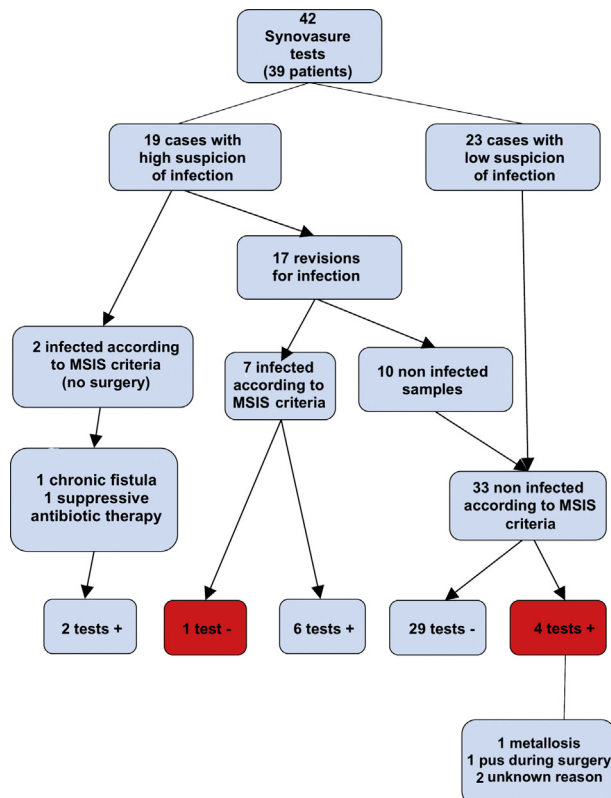 42
Synovasure
tests
(39 patients)
19 cases with
high suspicion
of infection
23 cases with
low suspicion
of infection
17 revisions
for infection
2 infected according
to MSIS criteria
(no surgery)
7 infected
according to
MSIS criteria
10 non infected
samples
1 chronic fistula
1 suppressive
antibiotic therapy
33 non infected
according to MSIS
criteria
2 tests +
1 test -
6 tests +
29 tests -
4 tests +
1 metallosis
1 pus during surgery
2 unknown reason